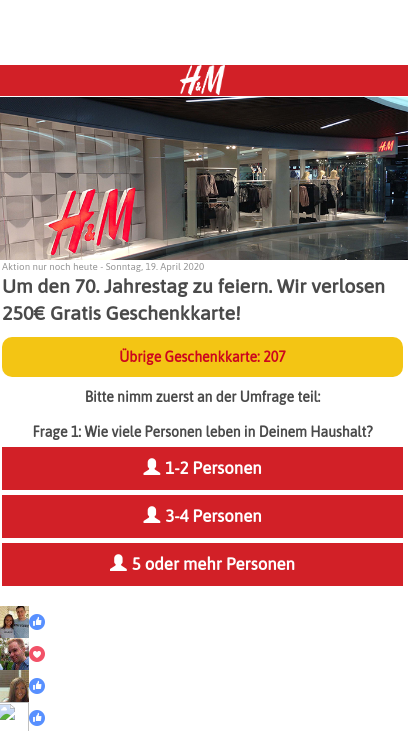 H&M
H&M
H&M
Aktion nur noch heute - Sonntag, 19. April 2020
Um den 70. Jahrestag zu feiern. Wir verlosen
250€ Gratis Geschenkkarte!
Übrige Geschenkkarte: 207
Bitte nimm zuerst an der Umfrage teil:
Frage 1: Wie viele Personen leben in Deinem Haushalt?
1-2 Personen
3-4 Personen
5 oder mehr Personen